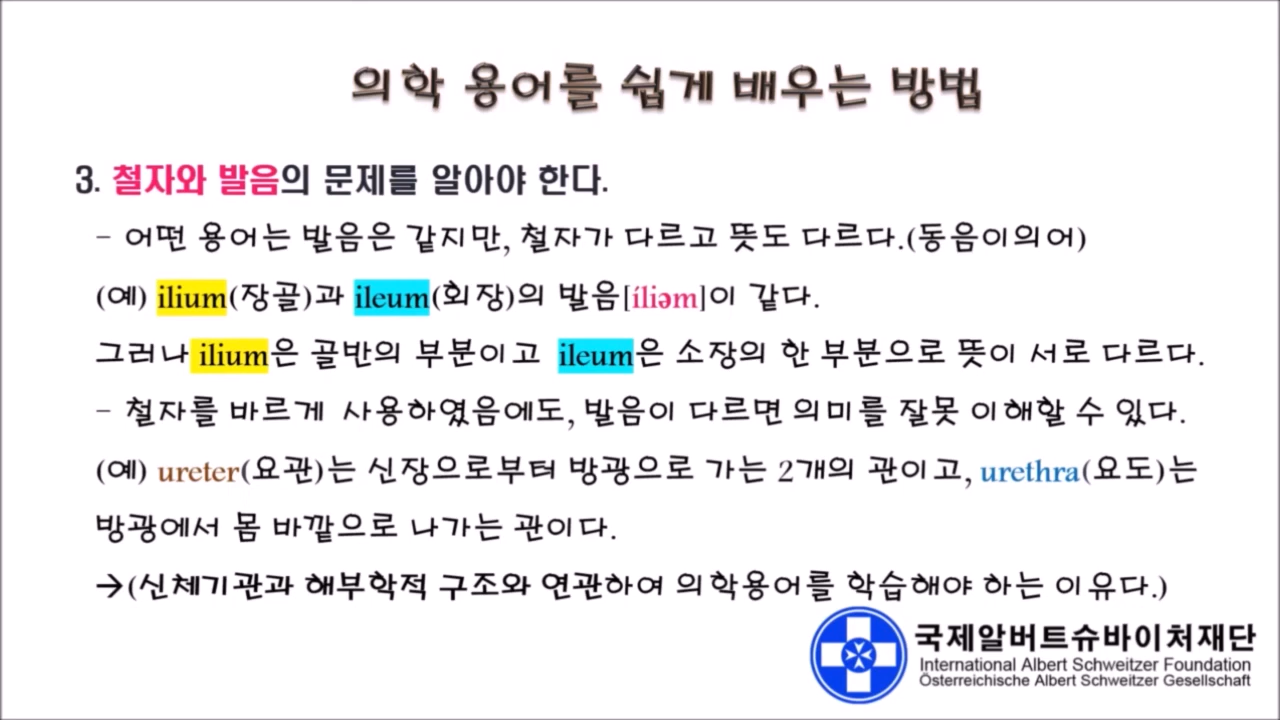 의학 용어를 쉽게 배우는 방법
3. 철자와 발음의 문제를 알아야 한다.
- 어떤 용어는 발음은 같지만, 철자가 다르고 뜻도 다르다.(동음이의어)
(예) ilium(장골)과 ileum(회장)의 발음[íliəm]이 같다.
그러나 ilium은 골반의 부분이고 ileum은 소장의 한 부분으로 뜻이 서로 다르다.
- 철자를 바르게 사용하였음에도, 발음이 다르면 의미를 잘못 이해할 수 있다.
(예) ureter(요관)는 신장으로부터 방광으로 가는 2개의 관이고, urethra(요도)는
방광에서 몸 바깥으로 나가는 관이다.
→(신체기관과 해부학적 구조와 연관하여 의학용어를 학습해야 하는 이유다.)
국제알버트슈바이처재단
International Albert Schweitzer Foundation
Österreichische Albert Schweitzer Gesellschaft